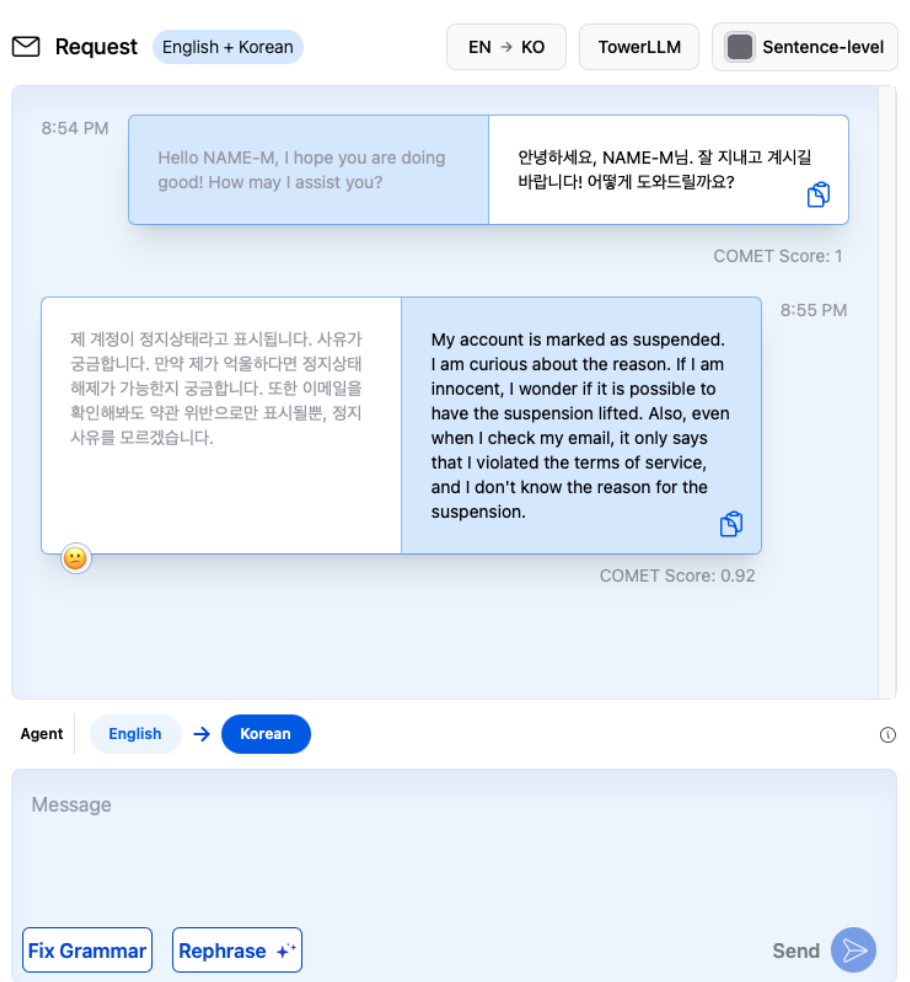 Request
English + Korean
EN → KO
TowerLLM
Sentence-level
8:54 PM
Hello NAME-M, I hope you are doing
good! How may I assist you?
안녕하세요, NAME-M님. 잘 지내고 계시길
바랍니다! 어떻게 도와드릴까요?
COMET Score: 1
제 계정이 정지상태라고 표시됩니다. 사유가
궁금합니다. 만약 제가 억울하다면 정지상태
해제가 가능한지 궁금합니다. 또한 이메일을
확인해봐도 약관 위반으로만 표시될뿐, 정지
사유를 모르겠습니다.
My account is marked as suspended.
I am curious about the reason. If I am
innocent, I wonder if it is possible to
have the suspension lifted. Also, even
when I check my email, it only says
that I violated the terms of service,
and I don't know the reason for the
suspension.
8:55 PM
COMET Score: 0.92
Agent
English → Korean
Message
Fix Grammar
Rephrase
Send